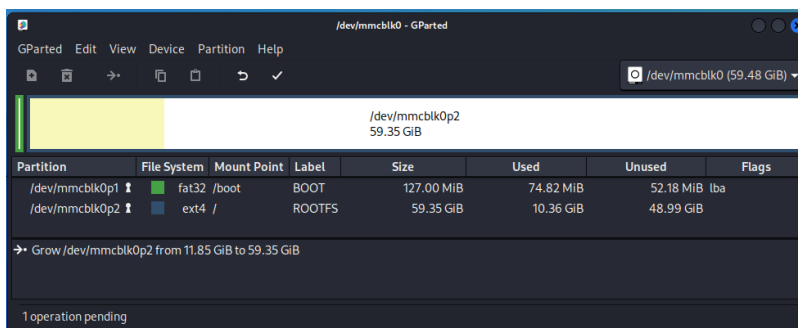 /dev/mmcblk0 - GParted
GParted Edit View Device Partition Help
/dev/mmcblk0 (59.48 GiB)
/dev/mmcblk0p2
59.35 GiB
Partition File System Mount Point Label Size Used Unused Flags
/dev/mmcblk0p1 fat32 /boot BOOT 127.00 MiB 74.82 MiB 52.18 MiB lba
/dev/mmcblk0p2 ext4 / ROOTFS 59.35 GiB 10.36 GiB 48.99 GiB
Grow /dev/mmcblk0p2 from 11.85 GiB to 59.35 GiB
1 operation pending